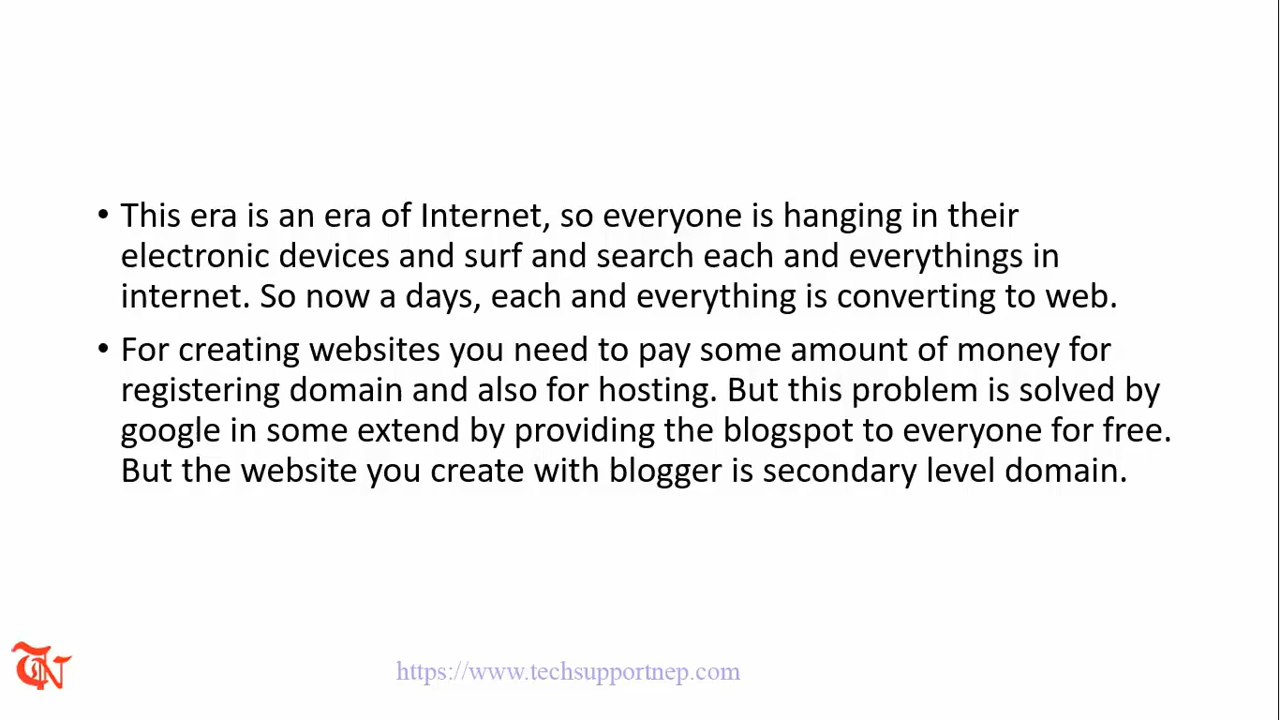 • This era is an era of Internet, so everyone is hanging in their
electronic devices and surf and search each and everythings in
internet. So now a days, each and everything is converting to web.
• For creating websites you need to pay some amount of money for
registering domain and also for hosting. But this problem is solved by
google in some extend by providing the blogspot to everyone for free.
But the website you create with blogger is secondary level domain.
https://www.techsupportnep.com